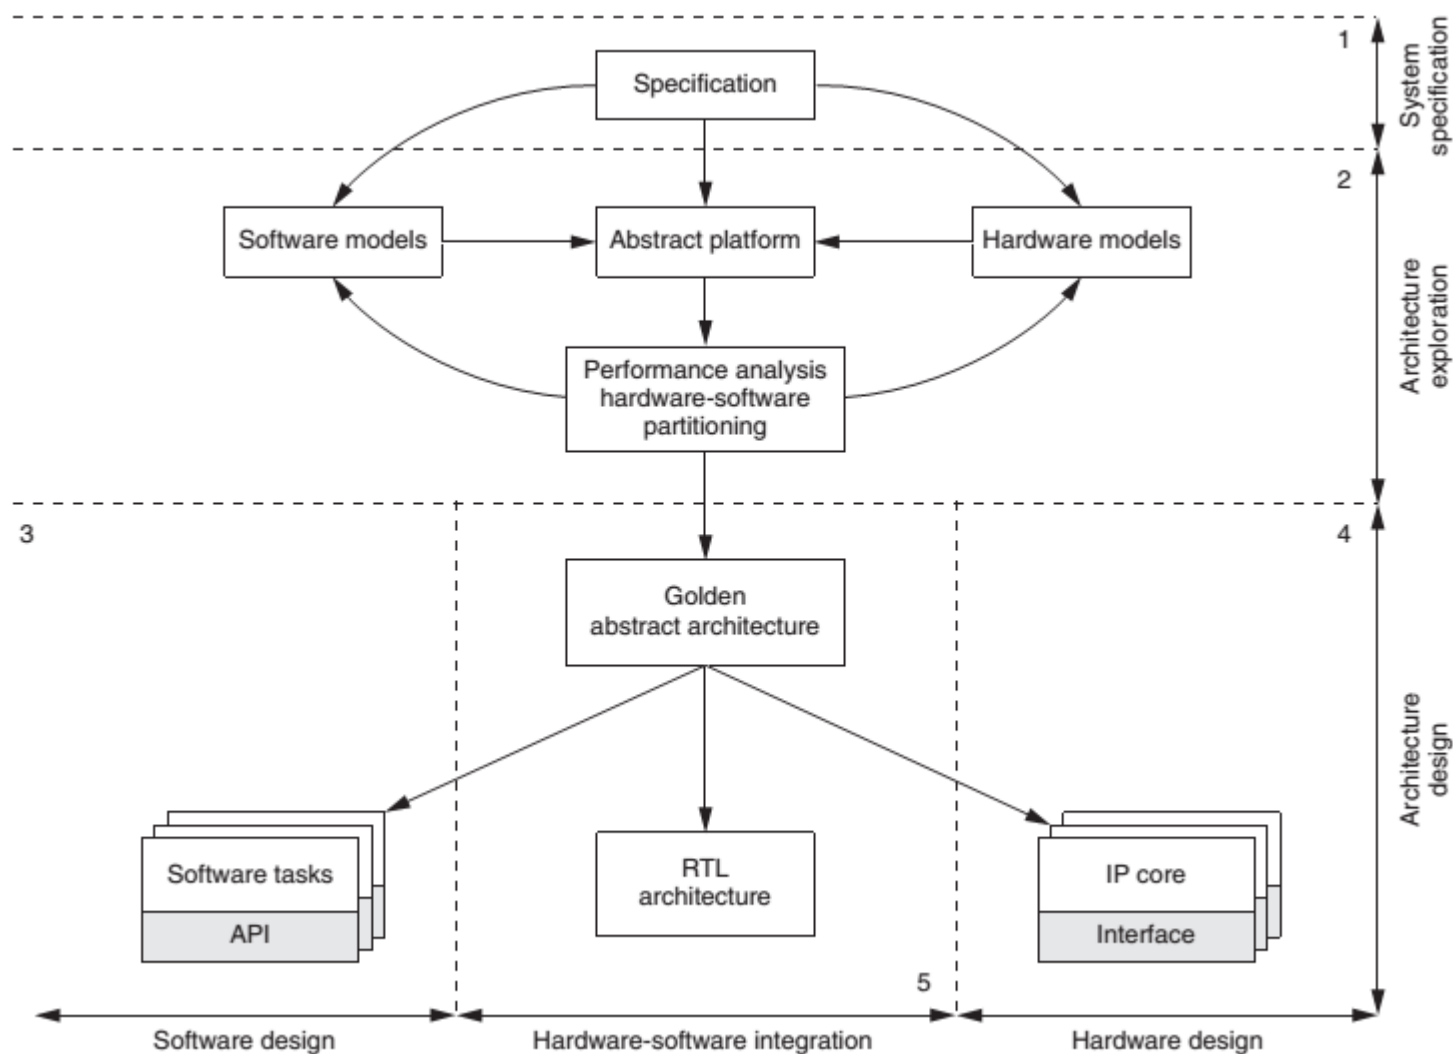 1
Specification
System
specification
2
Software models
Abstract platform
Hardware models
Architecture
exploration
Performance analysis
hardware-software
partitioning
3
4
Golden
abstract architecture
Architecture
design
Software tasks
API
RTL
architecture
IP core
Interface
5
Software design
Hardware-software integration
Hardware design